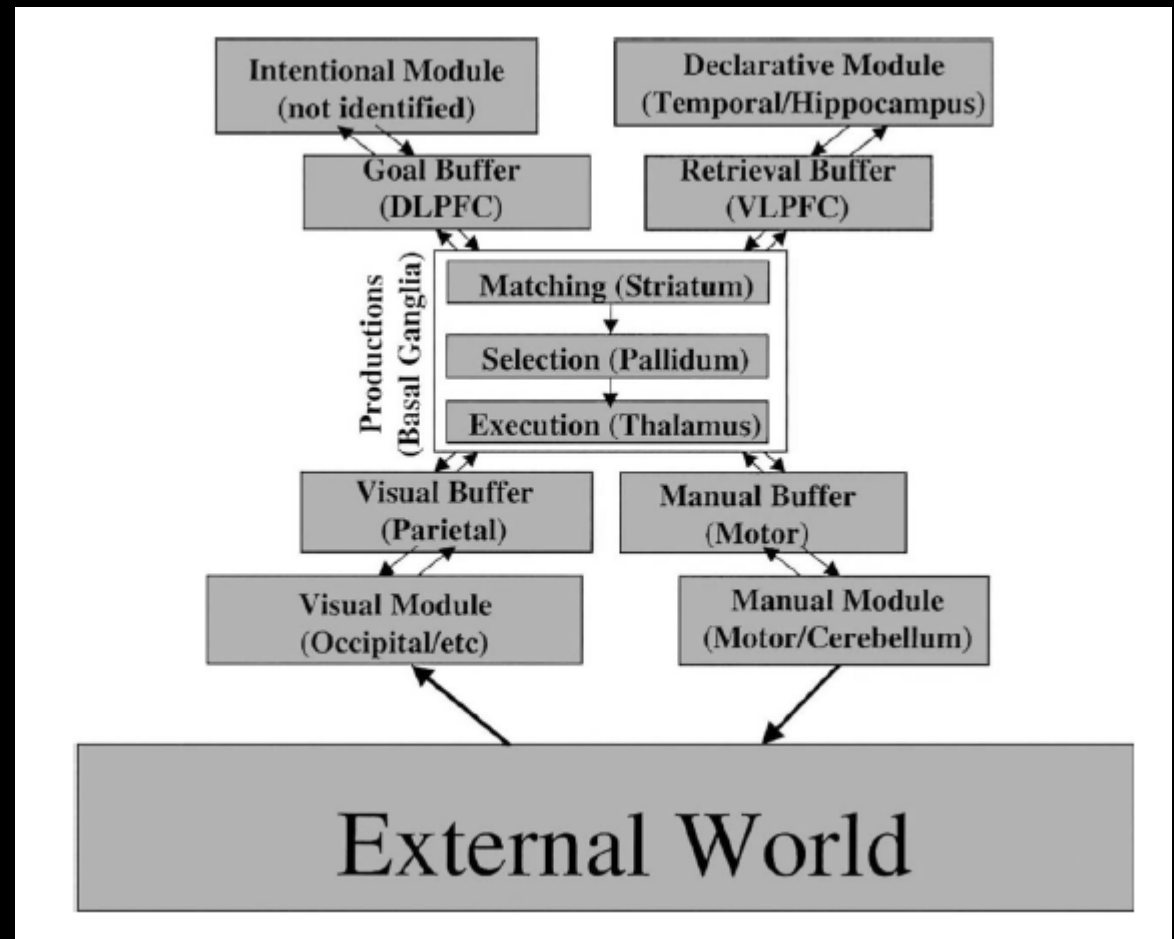 Intentional Module
(not identified)
Declarative Module
(Temporal/Hippocampus)
Goal Buffer
(DLPFC)
Retrieval Buffer
(VLPFC)
Productions
(Basal Ganglia)
Matching (Striatum)
Selection (Pallidum)
Execution (Thalamus)
Visual Buffer
(Parietal)
Manual Buffer
(Motor)
Visual Module
(Occipital/etc)
Manual Module
(Motor/Cerebellum)
External World